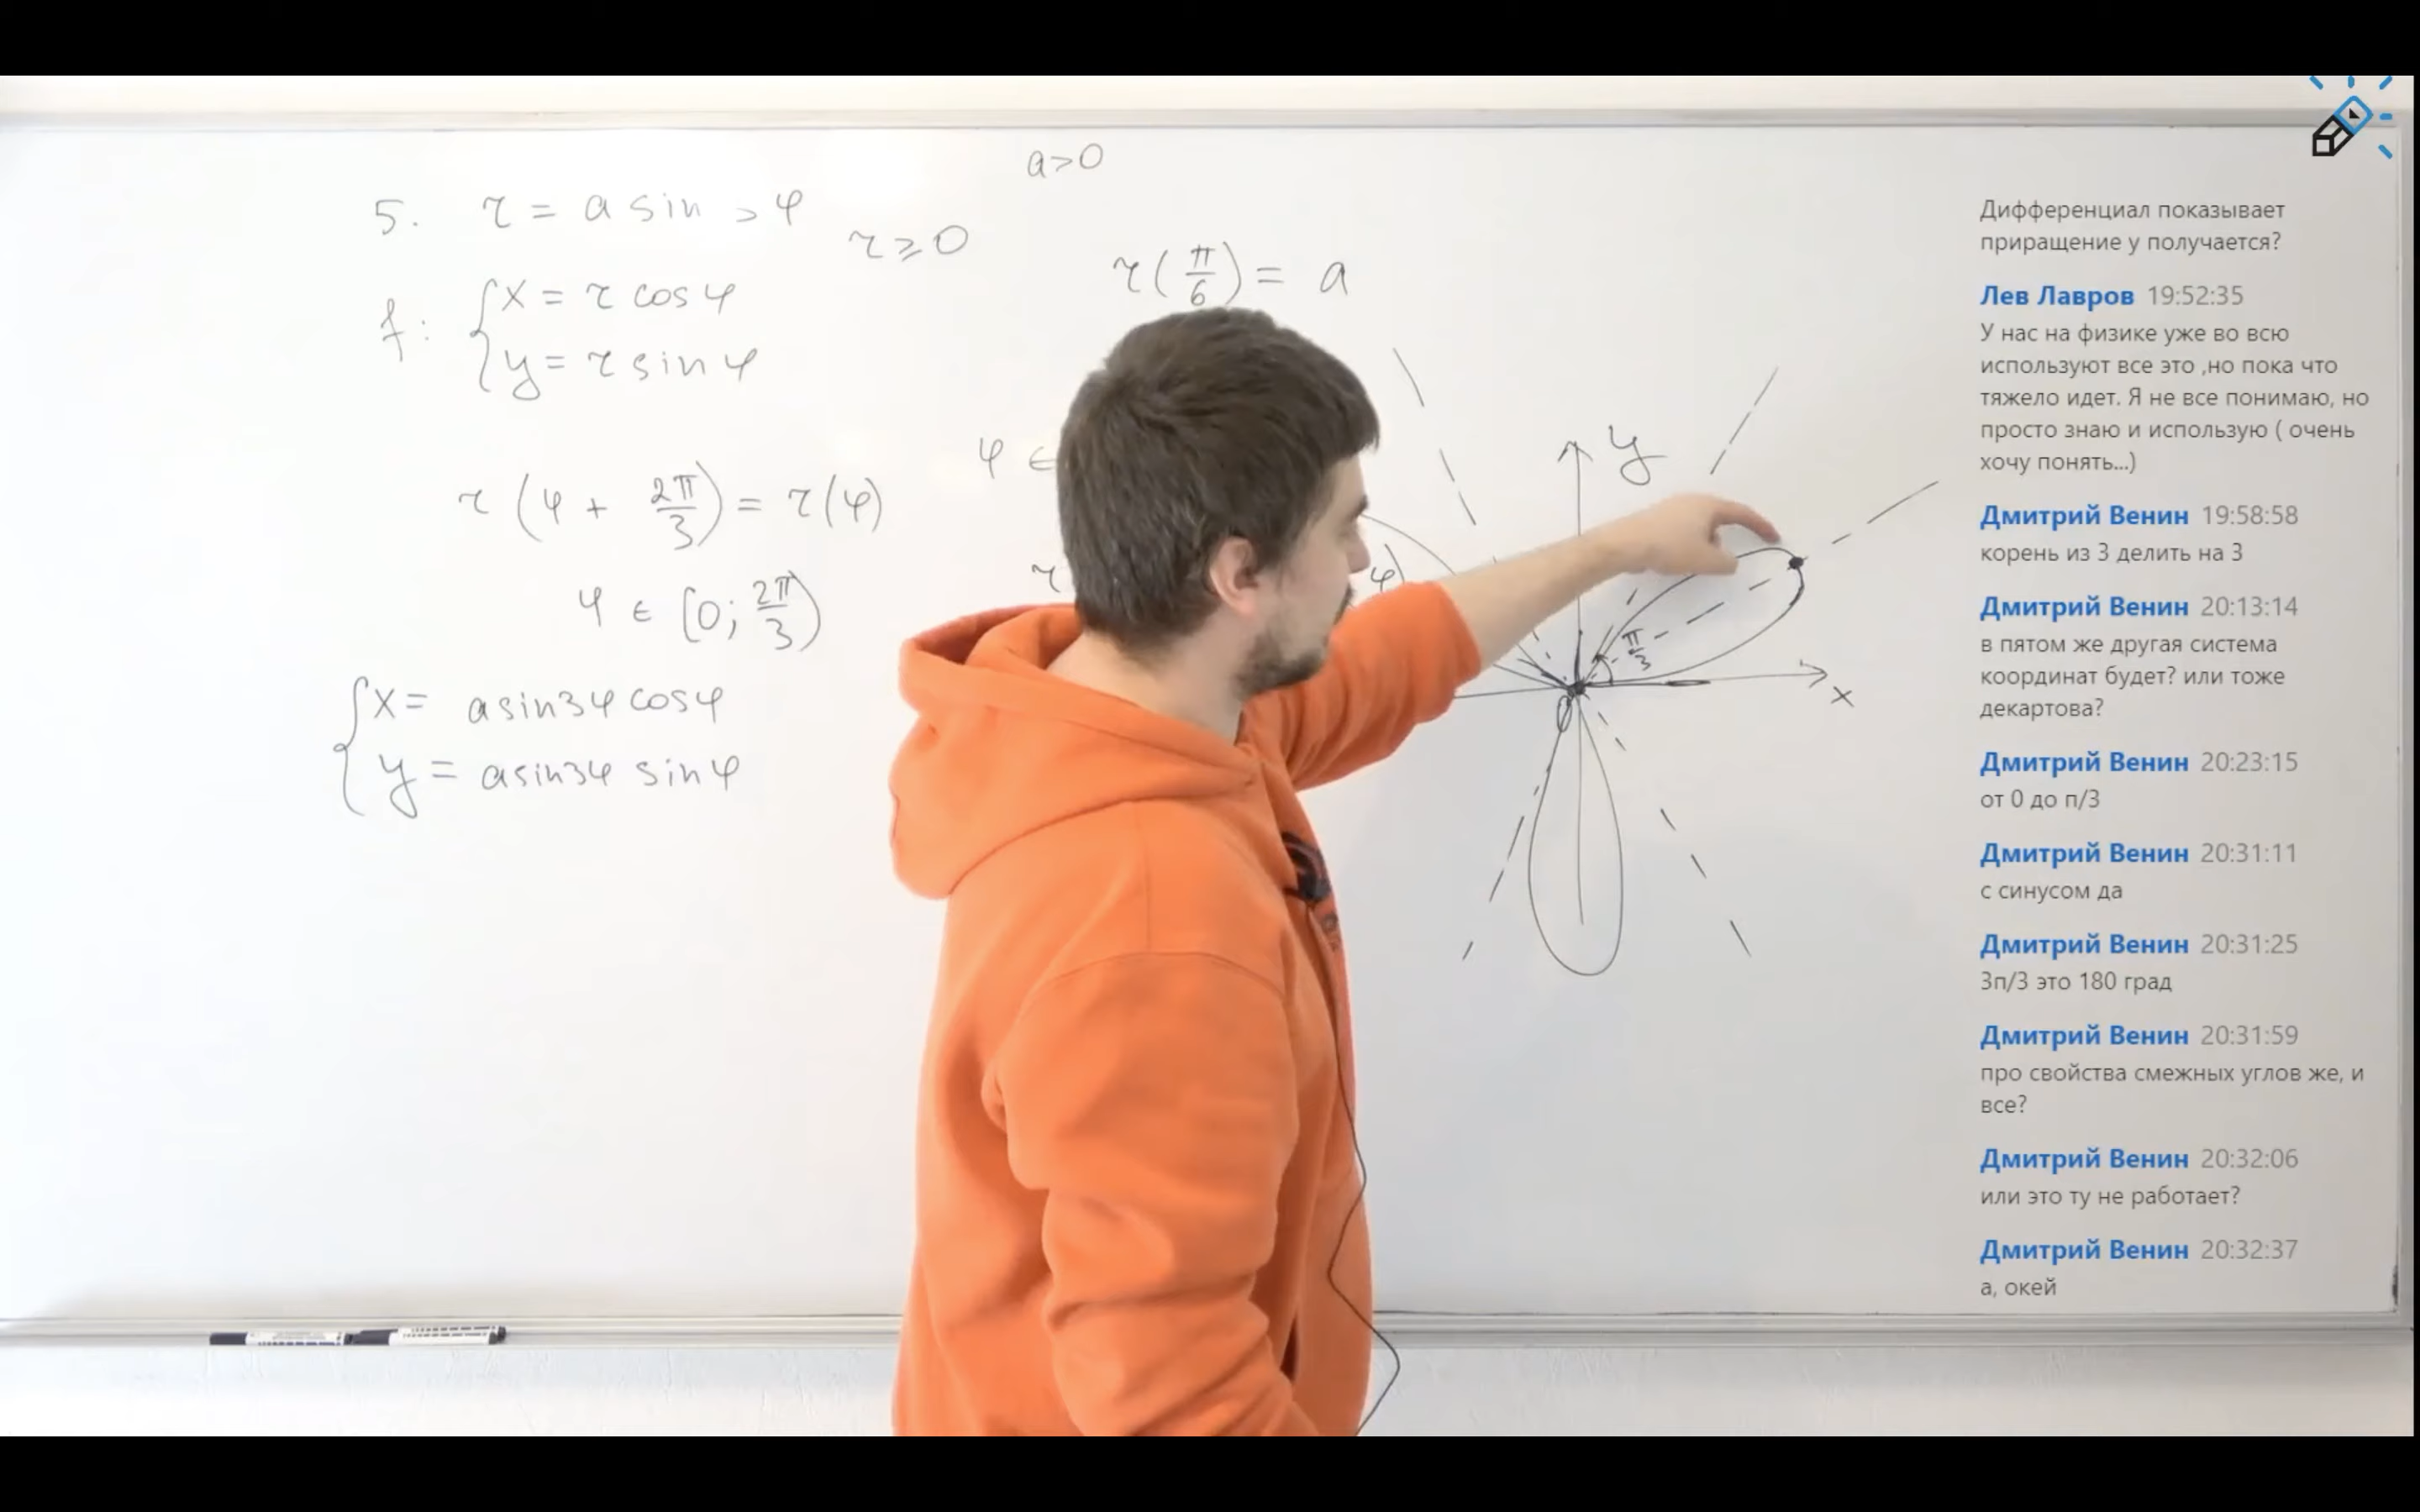 a>0
5. r = a sin 3φ
r ≥ 0
f: { x = r cos φ
y = r sin φ
r(π/6) = a
r (φ + 2π/3) = r(φ)
φ ∈
φ ∈ [0; 2π/3)
r
φ)
{ x = a sin3φ cos φ
y = a sin3φ sin φ
y
π/3
x
0
Дифференциал показывает
приращение у получается?
Лев Лавров 19:52:35
У нас на физике уже во всю
используют все это ,но пока что
тяжело идет. Я не все понимаю, но
просто знаю и использую ( очень
хочу понять...)
Дмитрий Венин 19:58:58
корень из 3 делить на 3
Дмитрий Венин 20:13:14
в пятом же другая система
координат будет? или тоже
декартова?
Дмитрий Венин 20:23:15
от 0 до п/3
Дмитрий Венин 20:31:11
с синусом да
Дмитрий Венин 20:31:25
3п/3 это 180 град
Дмитрий Венин 20:31:59
про свойства смежных углов же, и
все?
Дмитрий Венин 20:32:06
или это ту не работает?
Дмитрий Венин 20:32:37
а, окей